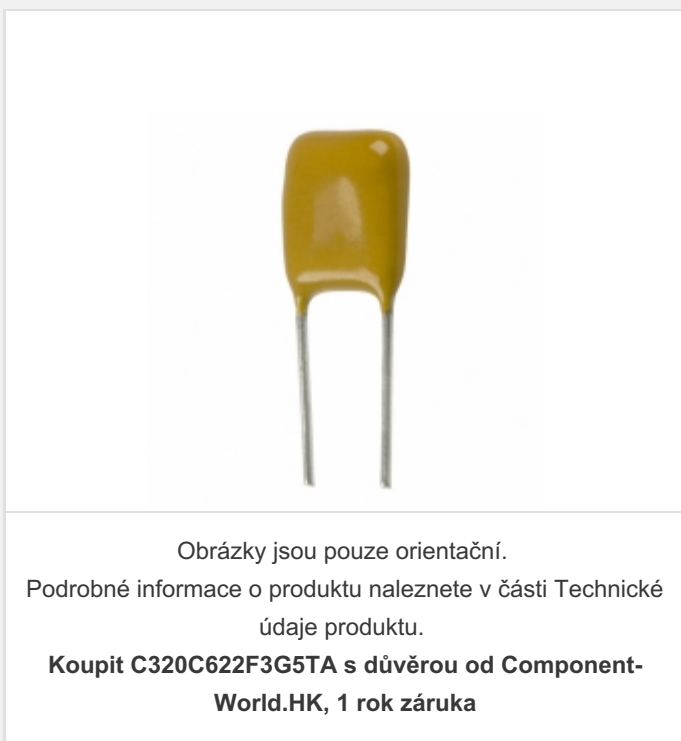 Obrázky jsou pouze orientační.
Podrobné informace o produktu naleznete v části Technické
údaje produktu.
Koupit C320C622F3G5TA s důvěrou od Component-
World.HK, 1 rok záruka